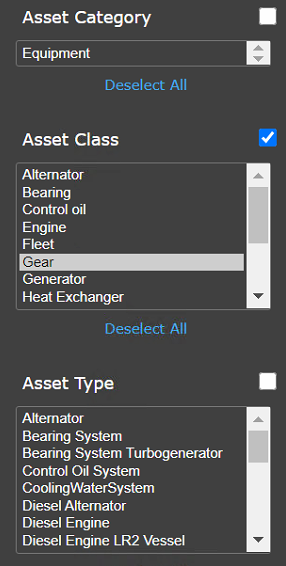 Asset Category
Equipment
Deselect All
Asset Class
Alternator
Bearing
Control oil
Engine
Fleet
Gear
Generator
Heat Exchanger
Deselect All
Asset Type
Alternator
Bearing System
Bearing System Turbogenerator
Control Oil System
CoolingWaterSystem
Diesel Alternator
Diesel Engine
Diesel Engine LR2 Vessel